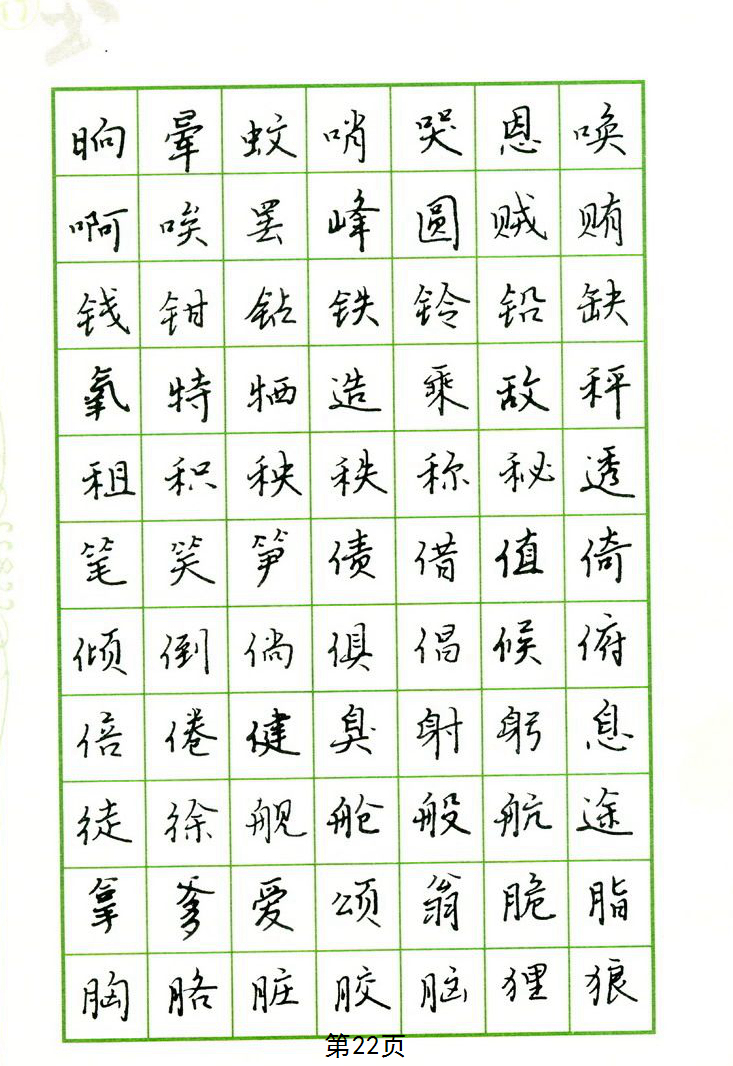 晌晕蚊哨哭恩唤
啊唉罢峰圆贼贿
钱钳钻铁铃铅缺
氧特牺造乘敌秤
租积秧秩称秘透
笔笑笋债借值倚
倾倒倘俱倡候俯
倍倦健臭射躬息
徒徐舰舱般航途
拿爹爱颂翁脆脂
胸胳脏胶脑狸狼
第22页